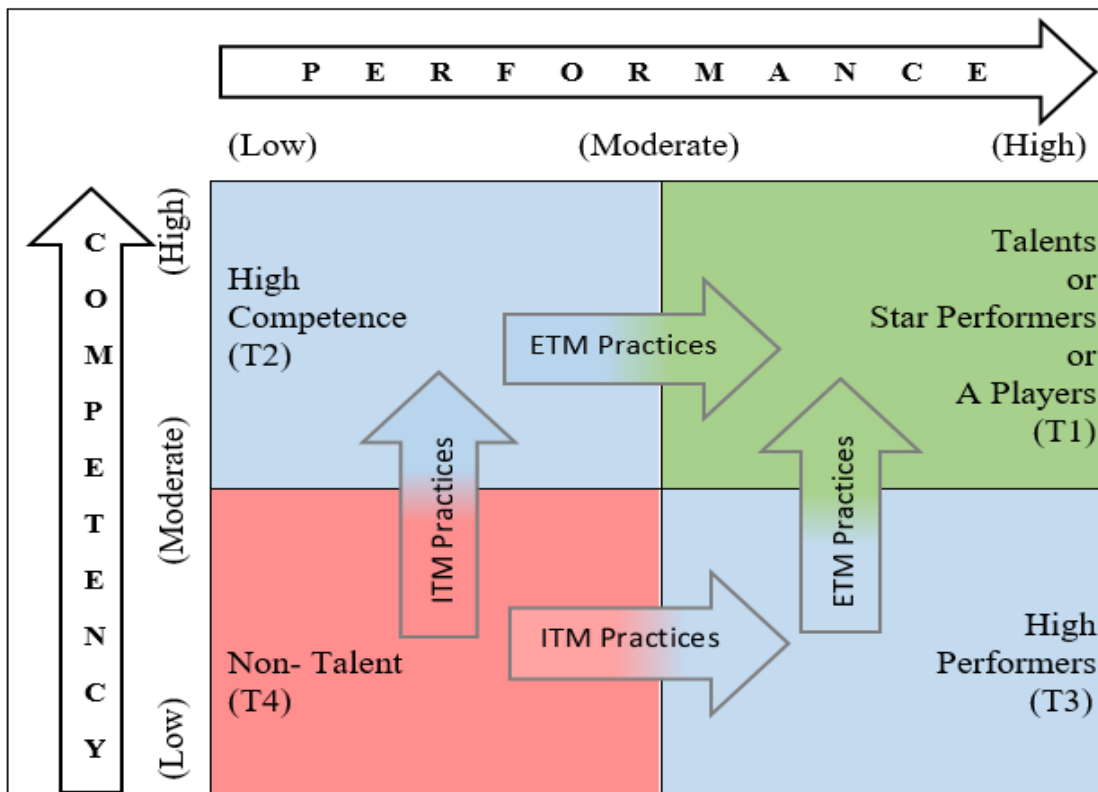 P E R F O R M A N C E
(Low) (Moderate) (High)
C O M P E T E N C Y
(High)
(Moderate)
(Low)
High
Competence
(T2)
ETM Practices
Talents
or
Star Performers
or
A Players
(T1)
ITM Practices
ETM Practices
Non- Talent
(T4)
ITM Practices
High
Performers
(T3)